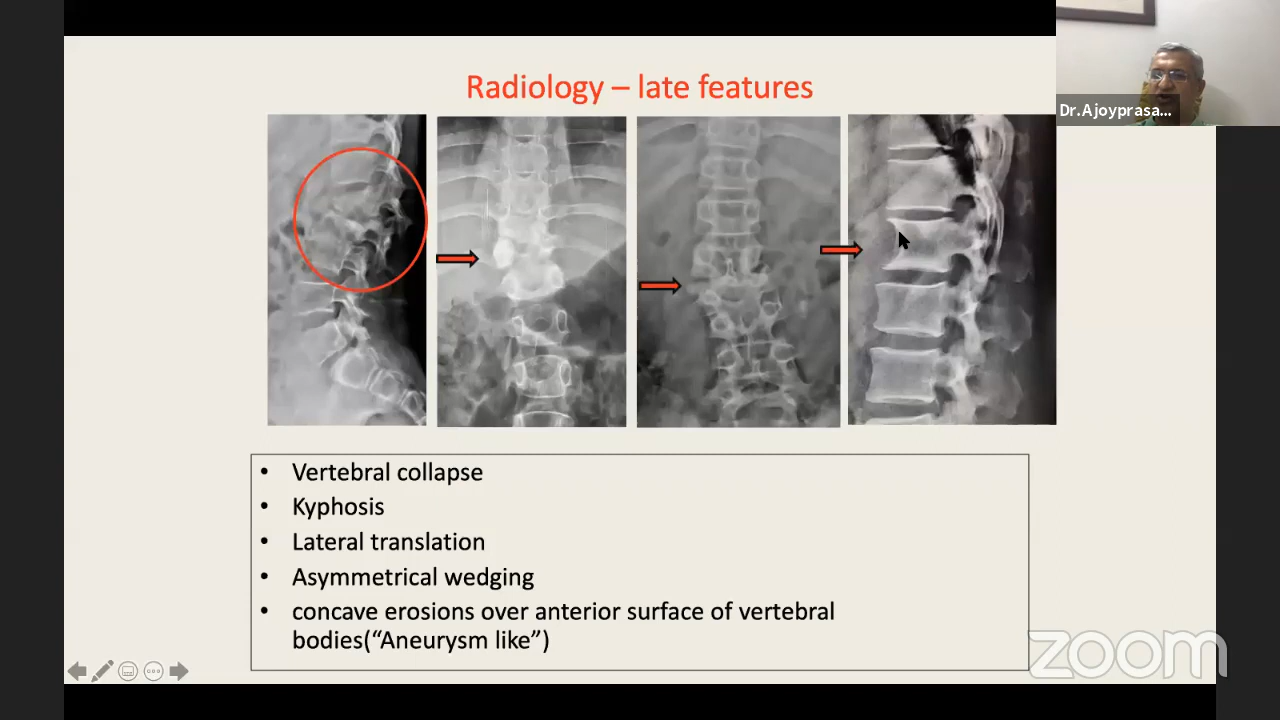 Radiology – late features
Dr.Ajoyprasa...
• Vertebral collapse
• Kyphosis
• Lateral translation
• Asymmetrical wedging
• concave erosions over anterior surface of vertebral
bodies(“Aneurysm like”)
zoom